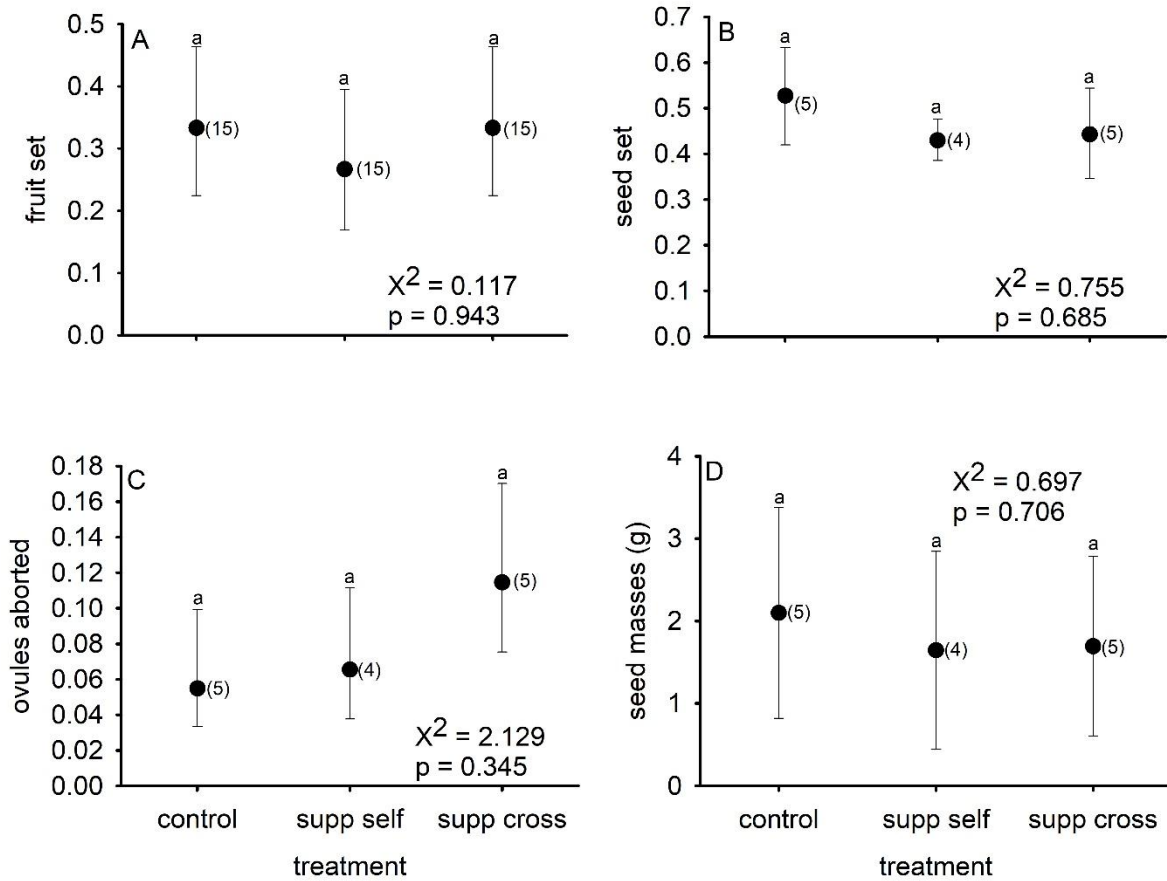 A
fruit set
0.5
0.4
0.3
0.2
0.1
0.0
a
a
a
(15)
(15)
(15)
X² = 0.117
p = 0.943
B
seed set
0.7
0.6
0.5
0.4
0.3
0.2
0.1
0.0
a
a
a
(5)
(4)
(5)
X² = 0.755
p = 0.685
C
ovules aborted
0.18
0.16
0.14
0.12
0.10
0.08
0.06
0.04
0.02
0.00
a
a
a
(5)
(4)
(5)
X² = 2.129
p = 0.345
control supp self supp cross
treatment
D
seed masses (g)
4
3
2
1
0
a
a
a
(5)
(4)
(5)
X² = 0.697
p = 0.706
control supp self supp cross
treatment